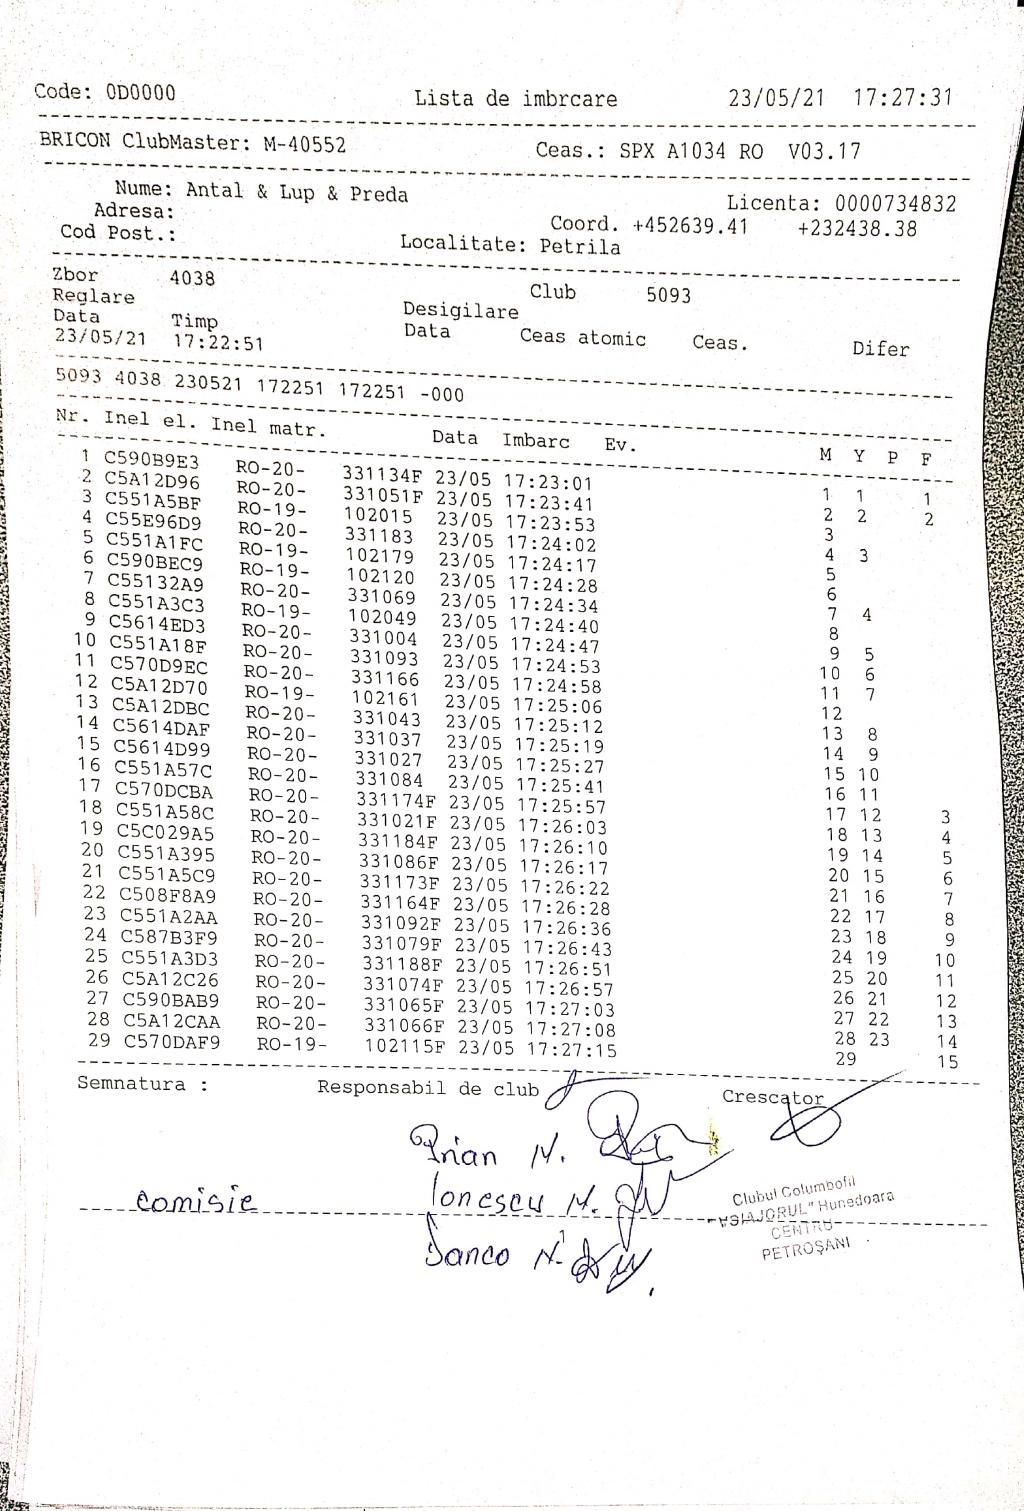 Code: 0D0000 Lista de imbrcare 23/05/21 17:27:31
BRICON ClubMaster: M-40552 Ceas.: SPX A1034 RO V03.17
Nume: Antal & Lup & Preda Licenta: 0000734832
Adresa: Coord. +452639.41 +232438.38
Cod Post.: Localitate: Petrila
Zbor 4038 Club 5093
Reglare Desigilare
Data Timp Data Ceas atomic Ceas. Difer
23/05/21 17:22:51
5093 4038 230521 172251 172251 -000
Nr. Inel el. Inel matr. Data Imbarc Ev. M Y P F
1 C590B9E3 RO-20- 331134F 23/05 17:23:01 1 1 1
2 C5A12D96 RO-20- 331051F 23/05 17:23:41 2 2 2
3 C551A5BF RO-19- 102015 23/05 17:23:53 3
4 C55E96D9 RO-20- 331183 23/05 17:24:02 4 3
5 C551A1FC RO-19- 102179 23/05 17:24:17 5
6 C590BEC9 RO-19- 102120 23/05 17:24:28 6
7 C55132A9 RO-20- 331069 23/05 17:24:34 7 4
8 C551A3C3 RO-19- 102049 23/05 17:24:40 8
9 C5614ED3 RO-20- 331004 23/05 17:24:47 9 5
10 C551A18F RO-20- 331093 23/05 17:24:53 10 6
11 C570D9EC RO-20- 331166 23/05 17:24:58 11 7
12 C5A12D70 RO-19- 102161 23/05 17:25:06 12
13 C5A12DBC RO-20- 331043 23/05 17:25:12 13 8
14 C5614DAF RO-20- 331037 23/05 17:25:19 14 9
15 C5614D99 RO-20- 331027 23/05 17:25:27 15 10
16 C551A57C RO-20- 331084 23/05 17:25:41 16 11
17 C570DCBA RO-20- 331174F 23/05 17:25:57 17 12 3
18 C551A58C RO-20- 331021F 23/05 17:26:03 18 13 4
19 C5C029A5 RO-20- 331184F 23/05 17:26:10 19 14 5
20 C551A395 RO-20- 331086F 23/05 17:26:17 20 15 6
21 C551A5C9 RO-20- 331173F 23/05 17:26:22 21 16 7
22 C508F8A9 RO-20- 331164F 23/05 17:26:28 22 17 8
23 C551A2AA RO-20- 331092F 23/05 17:26:36 23 18 9
24 C587B3F9 RO-20- 331079F 23/05 17:26:43 24 19 10
25 C551A3D3 RO-20- 331188F 23/05 17:26:51 25 20 11
26 C5A12C26 RO-20- 331074F 23/05 17:26:57 26 21 12
27 C590BAB9 RO-20- 331065F 23/05 17:27:03 27 22 13
28 C5A12CAA RO-20- 331066F 23/05 17:27:08 28 23 14
29 C570DAF9 RO-19- 102115F 23/05 17:27:15 29 15
Semnatura : Responsabil de club Crescator
Prian M.
comisie Ionescu M.
Danco N.
Clubul Columbofil
Hunedoara
CENTRU
PETROȘANI